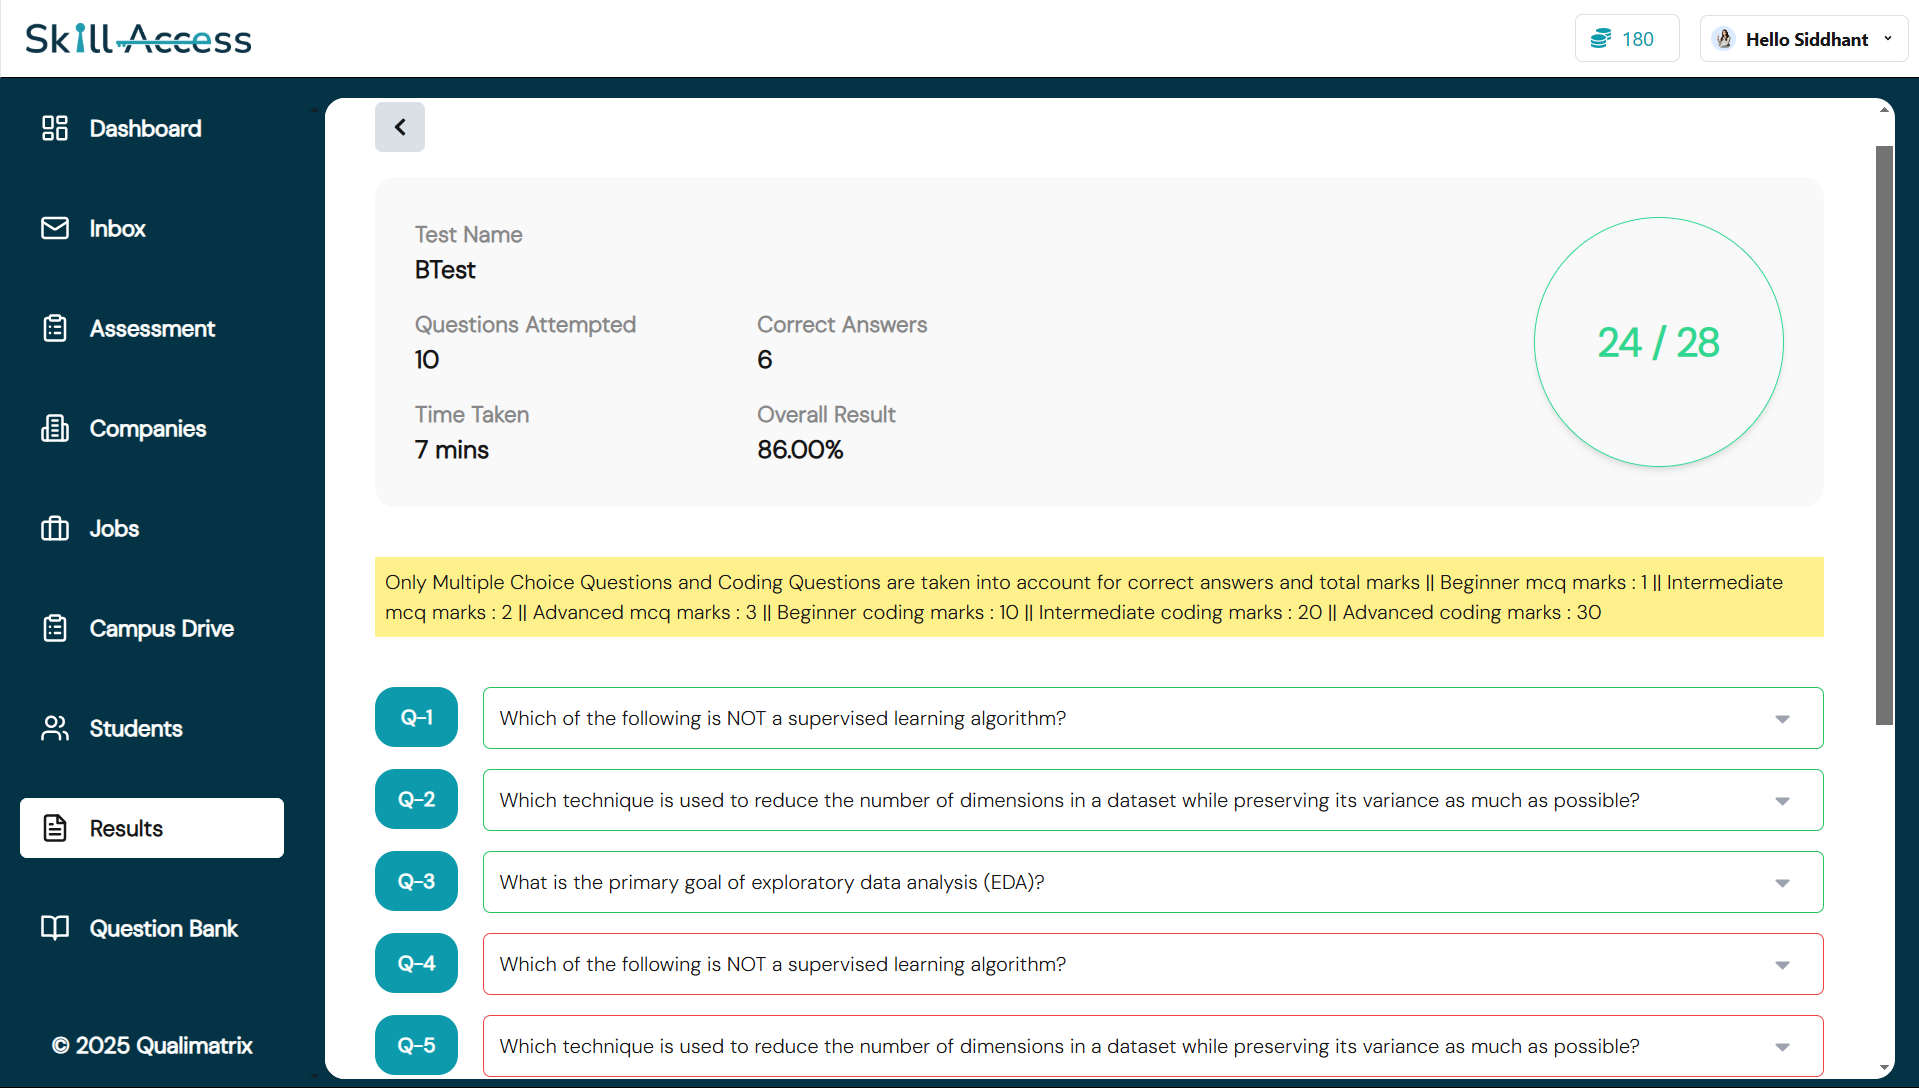 Skill Access
180
Hello Siddhant
Dashboard
Inbox
Assessment
Companies
Jobs
Campus Drive
Students
Results
Question Bank
© 2025 Qualimatrix
Test Name
BTest
Questions Attempted
10
Correct Answers
6
Time Taken
7 mins
Overall Result
86.00%
24 / 28
Only Multiple Choice Questions and Coding Questions are taken into account for correct answers and total marks || Beginner mcq marks : 1 || Intermediate
mcq marks : 2 || Advanced mcq marks : 3 || Beginner coding marks : 10 || Intermediate coding marks : 20 || Advanced coding marks : 30
Q-1 Which of the following is NOT a supervised learning algorithm?
Q-2 Which technique is used to reduce the number of dimensions in a dataset while preserving its variance as much as possible?
Q-3 What is the primary goal of exploratory data analysis (EDA)?
Q-4 Which of the following is NOT a supervised learning algorithm?
Q-5 Which technique is used to reduce the number of dimensions in a dataset while preserving its variance as much as possible?